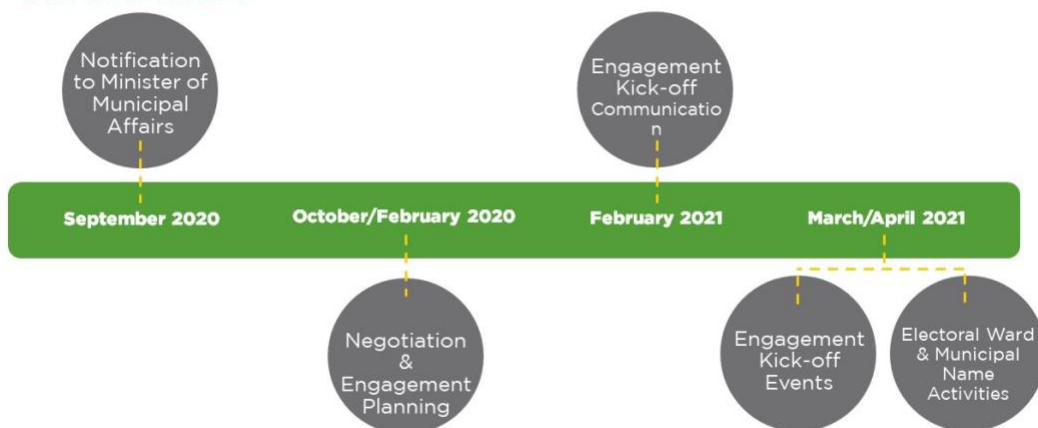 Notification
to Minister of
Municipal
Affairs
Engagement
Kick-off
Communicatio
n
September 2020
October/February 2020
February 2021
March/April 2021
Negotiation
&
Engagement
Planning
Engagement
Kick-off
Events
Electoral Ward
& Municipal
Name
Activities